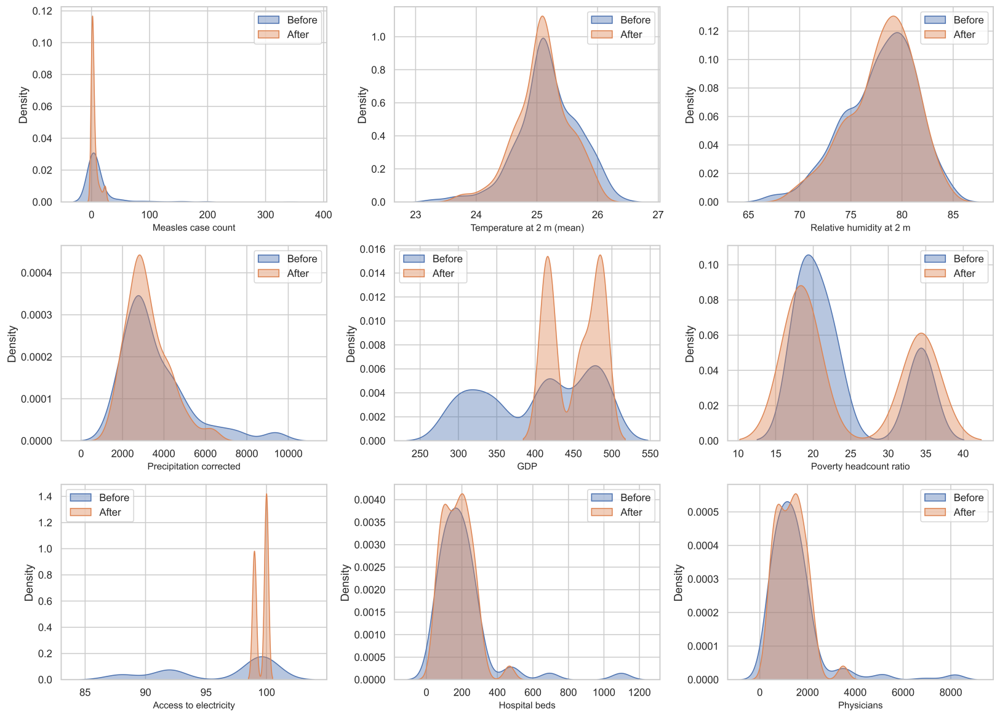 0.12
0.10
0.08
0.06
0.04
0.02
0.00
Density
0 100 200 300 400
Measles case count
Before
After
1.0
0.8
0.6
0.4
0.2
0.0
Density
23 24 25 26 27
Temperature at 2 m (mean)
Before
After
0.12
0.10
0.08
0.06
0.04
0.02
0.00
Density
65 70 75 80 85
Relative humidity at 2 m
Before
After
0.0004
0.0003
0.0002
0.0001
0.0000
Density
0 2000 4000 6000 8000 10000
Precipitation corrected
Before
After
0.016
0.014
0.012
0.010
0.008
0.006
0.004
0.002
0.000
Density
250 300 350 400 450 500 550
GDP
Before
After
0.10
0.08
0.06
0.04
0.02
0.00
Density
10 15 20 25 30 35 40
Poverty headcount ratio
Before
After
1.4
1.2
1.0
0.8
0.6
0.4
0.2
0.0
Density
85 90 95 100
Access to electricity
Before
After
0.0040
0.0035
0.0030
0.0025
0.0020
0.0015
0.0010
0.0005
0.0000
Density
0 200 400 600 800 1000 1200
Hospital beds
Before
After
0.0005
0.0004
0.0003
0.0002
0.0001
0.0000
Density
0 2000 4000 6000 8000
Physicians
Before
After